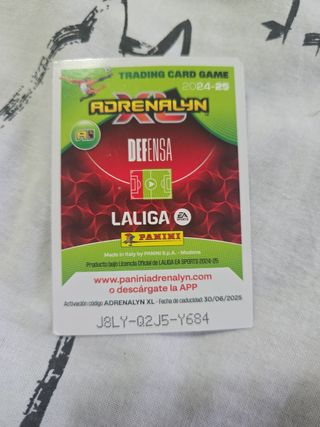 TRADING CARD GAME
2024-25
ADRENALYN
XL
DEFENSA
LALIGA EA SPORTS
PANINI
Made in Italy by PANINI S.p.A. - Modena
Producto bajo Licencia Oficial de LALIGA EA SPORTS 2024-25
www.paniniadrenalyn.com
o descárgate la APP
Activación código ADRENALYN XL - Fecha de caducidad: 30/06/2025
J8LY-Q2J5-Y684